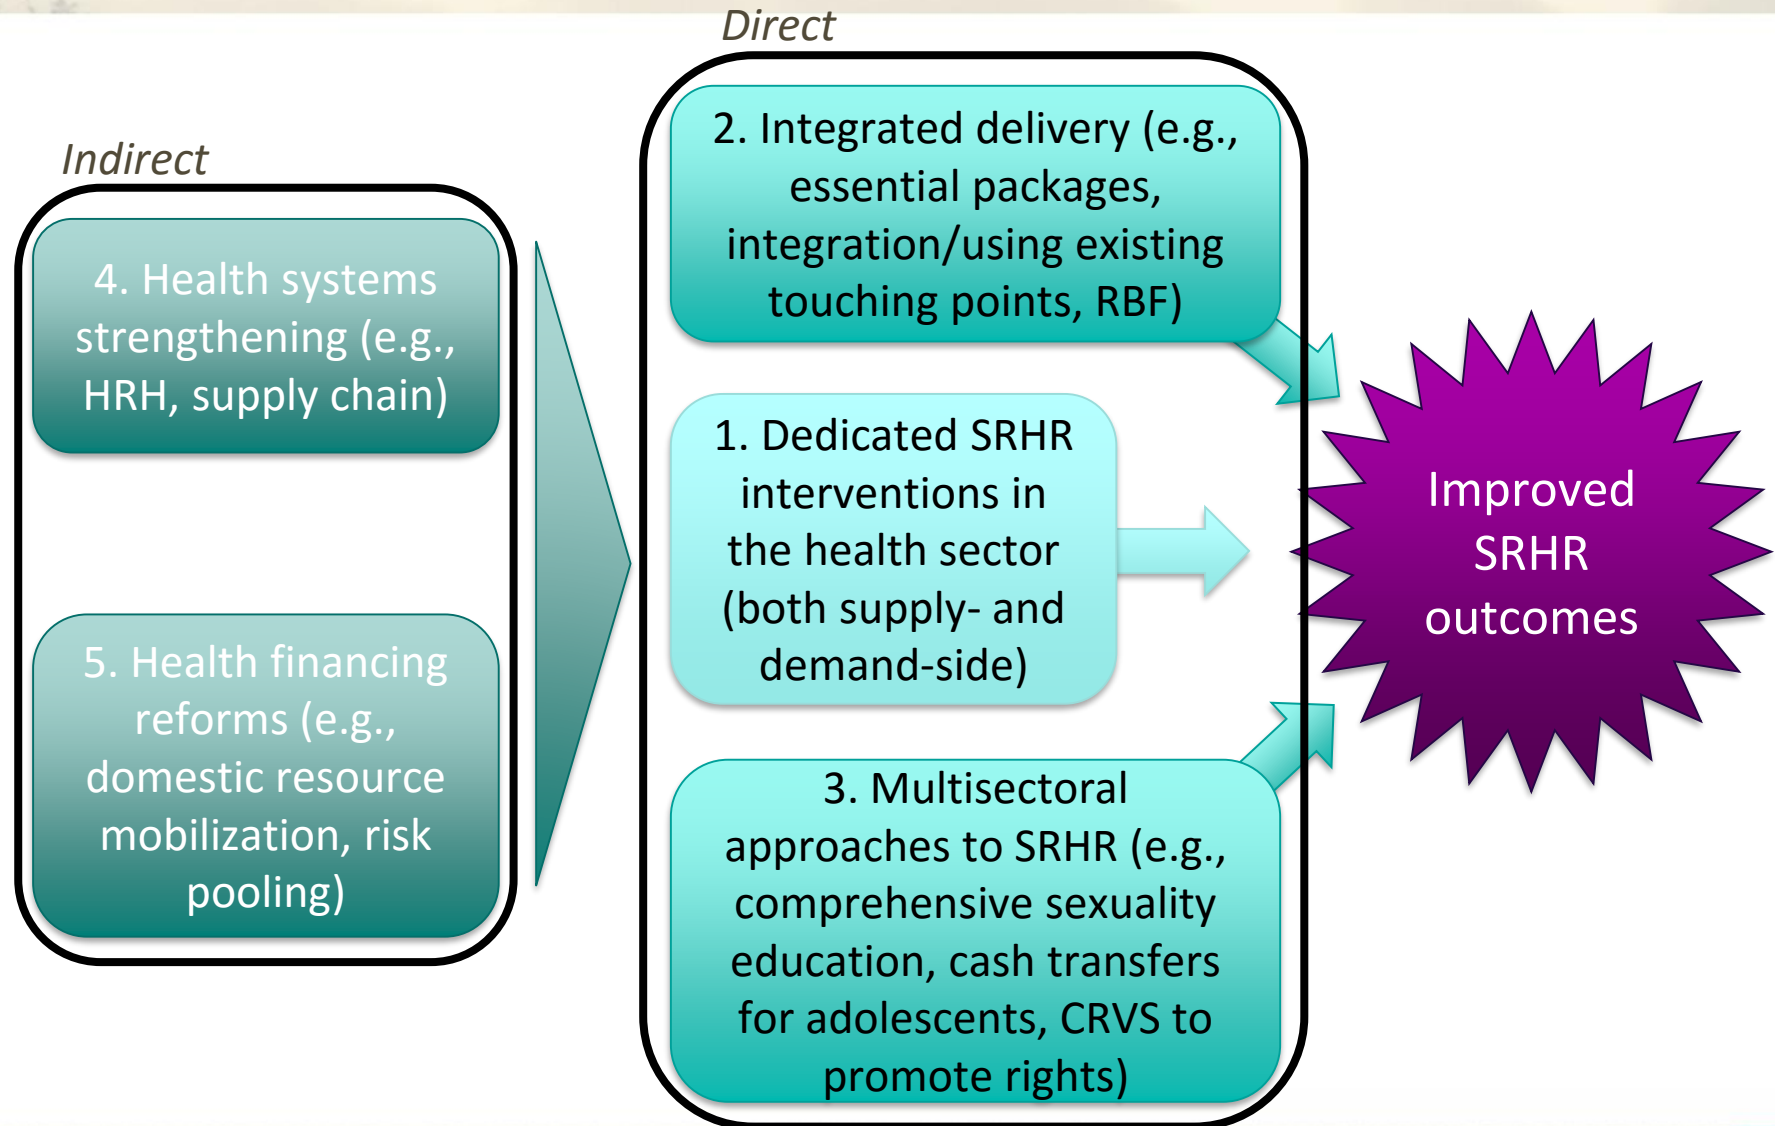 Indirect
4. Health systems
strengthening (e.g.,
HRH, supply chain)
5. Health financing
reforms (e.g.,
domestic resource
mobilization, risk
pooling)
Direct
2. Integrated delivery (e.g.,
essential packages,
integration/using existing
touching points, RBF)
1. Dedicated SRHR
interventions in
the health sector
(both supply- and
demand-side)
3. Multisectoral
approaches to SRHR (e.g.,
comprehensive sexuality
education, cash transfers
for adolescents, CRVS to
promote rights)
Improved
SRHR
outcomes